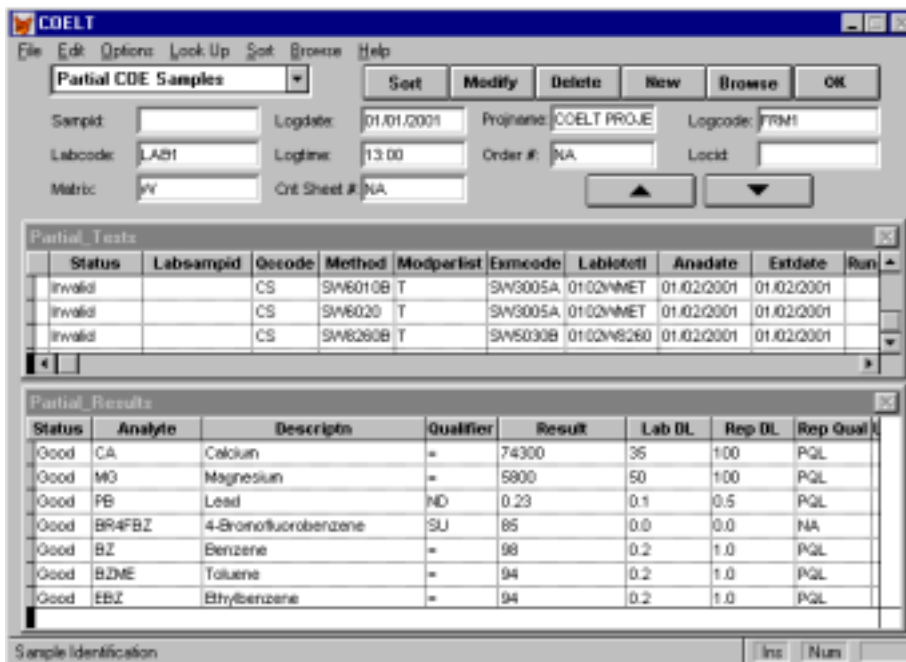 COELT
File Edit Options Look Up Sort Browse Help
Partial COE Samples Sort Modify Delete New Browse OK
Sampid: Logdate: 01/01/2001 Projname: COELT PROJE Logcode: FRM1
Labcode: LAB1 Logtime: 13:00 Order #: NA Locid:
Matrix: W Cnt Sheet #: NA
Partial_Tests
Status Labsampid Qccode Method Modparlist Exmcode Lablotctl Anadate Extdate Run
Invalid CS SW6010B T SW3005A 0102WMET 01/02/2001 01/02/2001
Invalid CS SW6020 T SW3005A 0102WMET 01/02/2001 01/02/2001
Invalid CS SW8260B T SW5030B 0102W8260 01/02/2001 01/02/2001
Partial_Results
Status Analyte Descriptn Qualifier Result Lab DL Rep DL Rep Qual
Good CA Calcium = 74300 35 100 PQL
Good MG Magnesium = 5800 50 100 PQL
Good PB Lead ND 0.23 0.1 0.5 PQL
Good BR4FBZ 4-Bromofluorobenzene SU 85 0.0 0.0 NA
Good BZ Benzene = 98 0.2 1.0 PQL
Good BZME Toluene = 94 0.2 1.0 PQL
Good EBZ Ethylbenzene = 94 0.2 1.0 PQL
Sample Identification Ins Num